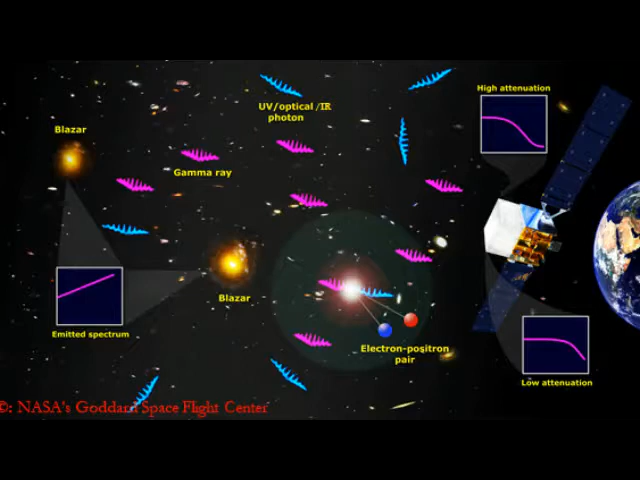 High attenuation
UV/optical/IR
photon
Blazar
Gamma ray
Blazar
Emitted spectrum
Electron-positron
pair
Low attenuation
©: NASA's Goddard Space Flight Center